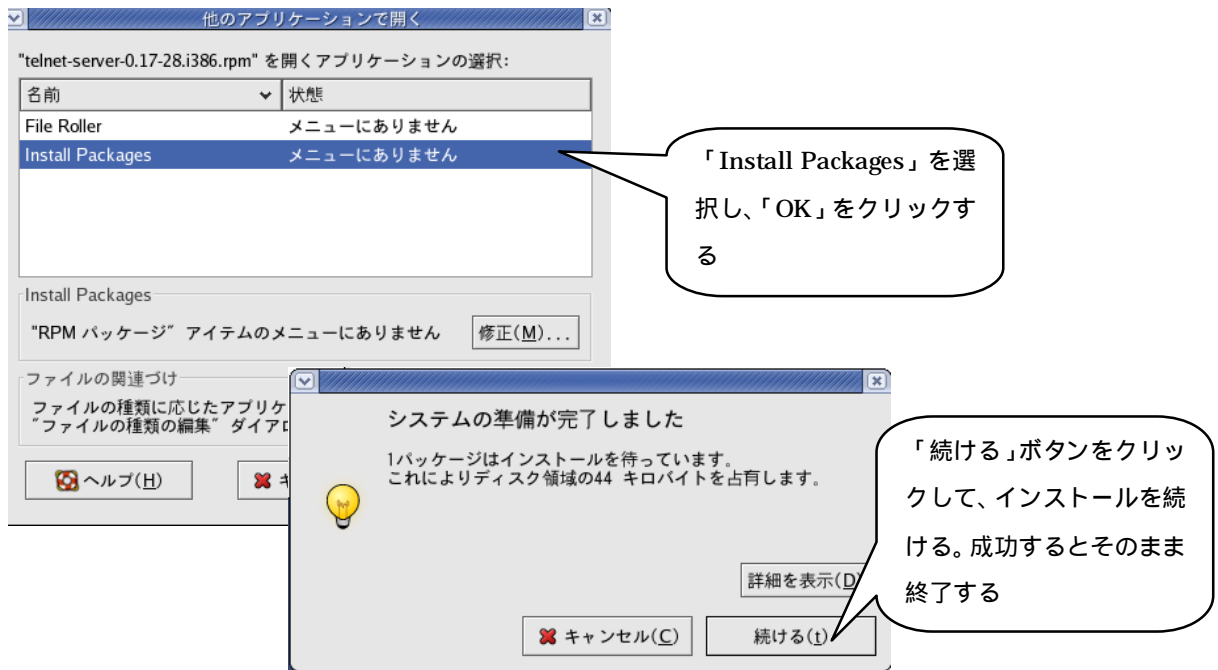 他のアプリケーションで開く
"telnet-server-0.17-28.i386.rpm" を開くアプリケーションの選択:
名前 状態
File Roller メニューにありません
Install Packages メニューにありません
「Install Packages」を選
択し、「OK」をクリックす
る
Install Packages
"RPM パッケージ" アイテムのメニューにありません 修正(M)...
ファイルの関連づけ
ファイルの種類に応じたアプリケ
"ファイルの種類の編集" ダイア
ヘルプ(H)
システムの準備が完了しました
1パッケージはインストールを待っています。
これによりディスク領域の44 キロバイトを占有します。
詳細を表示(D
キャンセル(C) 続ける(t)
「続ける」ボタンをクリッ
クして、インストールを続
ける。成功するとそのまま
終了する